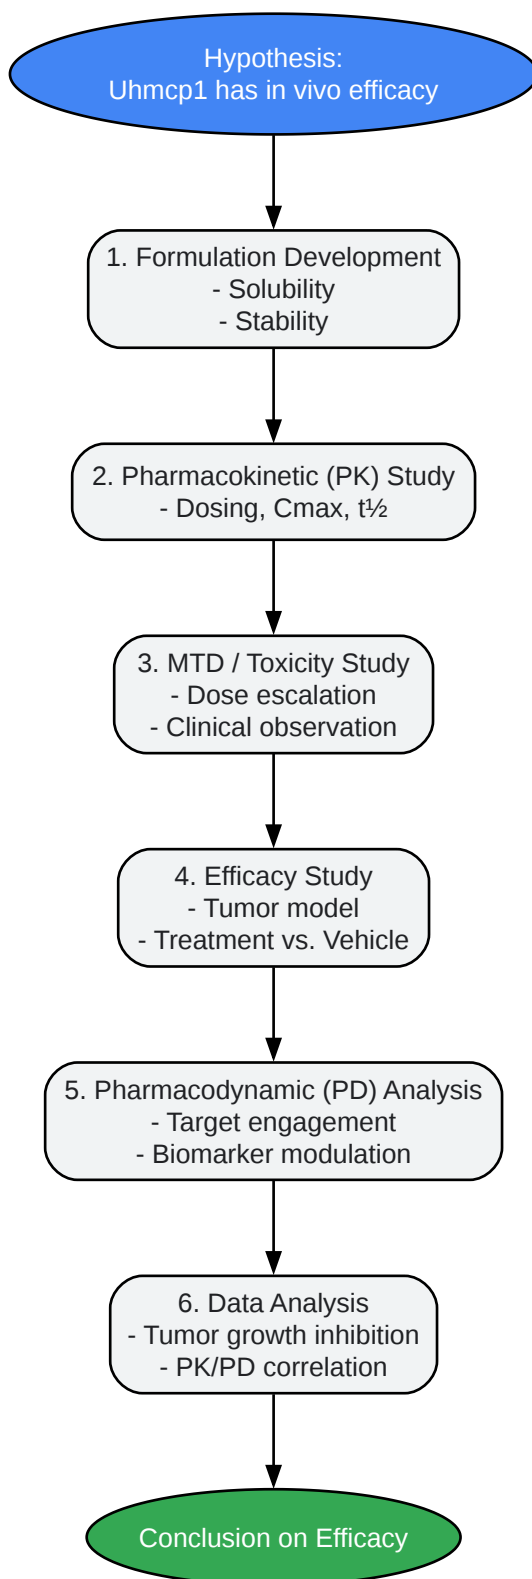 Hypothesis:
Uhmcp1 has in vivo efficacy
1. Formulation Development
- Solubility
- Stability
2. Pharmacokinetic (PK) Study
- Dosing, Cmax, t½
3. MTD / Toxicity Study
- Dose escalation
- Clinical observation
4. Efficacy Study
- Tumor model
- Treatment vs. Vehicle
5. Pharmacodynamic (PD) Analysis
- Target engagement
- Biomarker modulation
6. Data Analysis
- Tumor growth inhibition
- PK/PD correlation
Conclusion on Efficacy